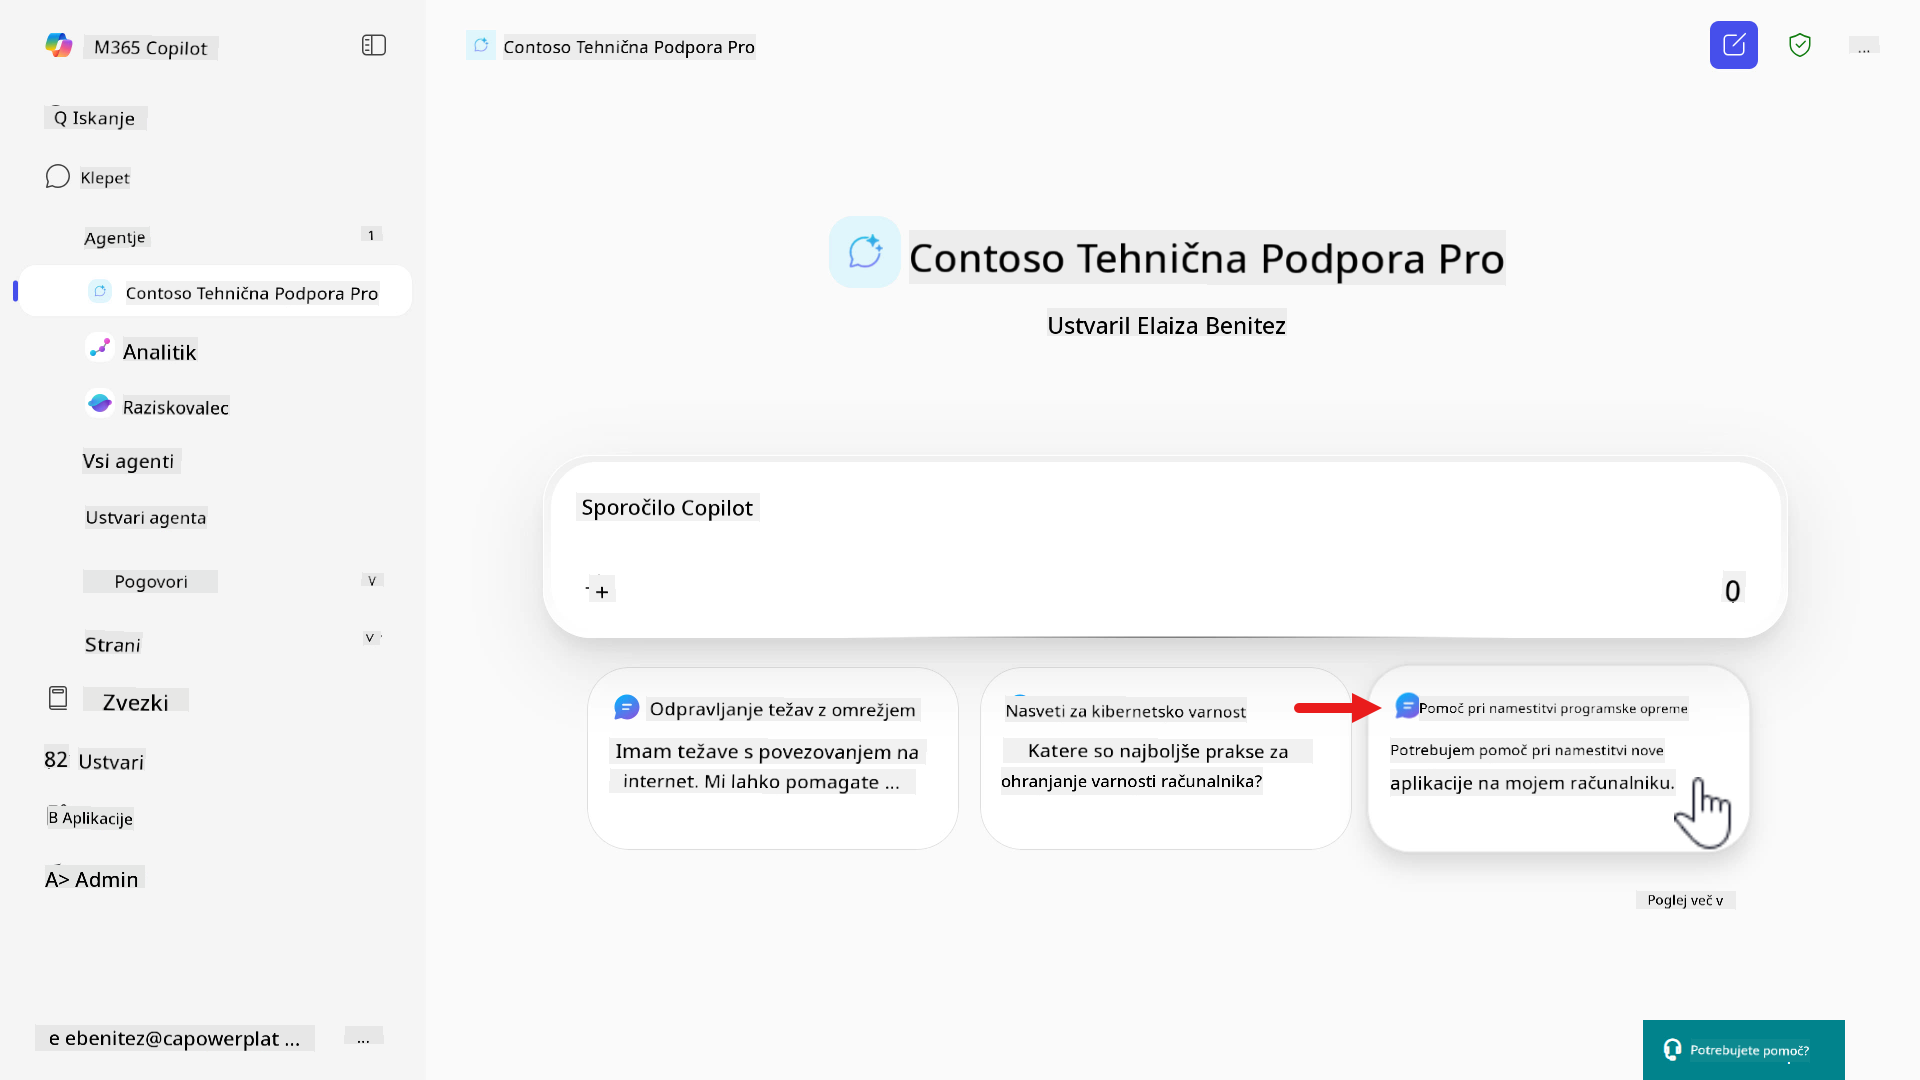 M365 Copilot
Q Iskanje
Klepet
Agentje
1
Contoso Tehnična Podpora Pro
Analitik
Raziskovalec
Vsi agenti
Ustvari agenta
Pogovori
V
Strani
V
Zvezki
82 Ustvari
B Aplikacije
A> Admin
e ebenitez@capowerplat ...
...
Contoso Tehnična Podpora Pro
...
Contoso Tehnična Podpora Pro
Ustvaril Elaiza Benitez
Sporočilo Copilot
+
0
Odpravljanje težav z omrežjem
Imam težave s povezovanjem na
internet. Mi lahko pomagate ...
Nasveti za kibernetsko varnost
Katere so najboljše prakse za
ohranjanje varnosti računalnika?
Pomoč pri namestitvi programske opreme
Potrebujem pomoč pri namestitvi nove
aplikacije na mojem računalniku.
Poglej več v
Potrebujete pomoč?